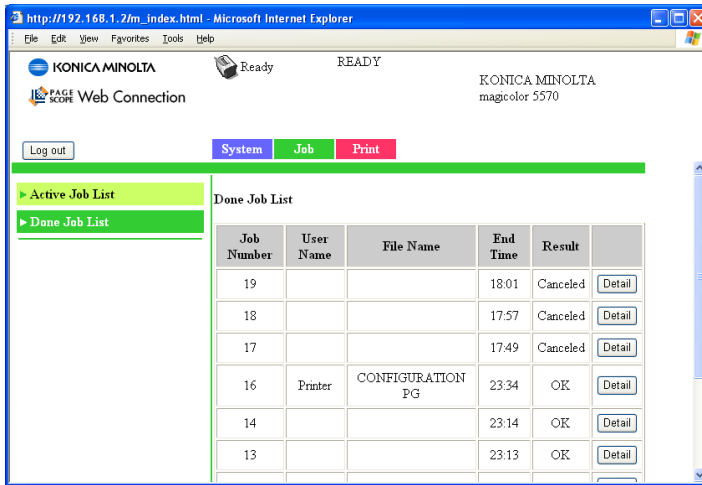 http://192.168.1.2/m_index.html - Microsoft Internet Explorer
File Edit View Favorites Tools Help
KONICA MINOLTA
Ready
READY
KONICA MINOLTA
magicolor 5570
PAGE SCOPE Web Connection
Log out
System Job Print
Active Job List
Done Job List
Done Job List
Job Number User Name File Name End Time Result
19 18:01 Canceled Detail
18 17:57 Canceled Detail
17 17:49 Canceled Detail
16 Printer CONFIGURATION PG 23:34 OK Detail
14 23:14 OK Detail
13 23:13 OK Detail